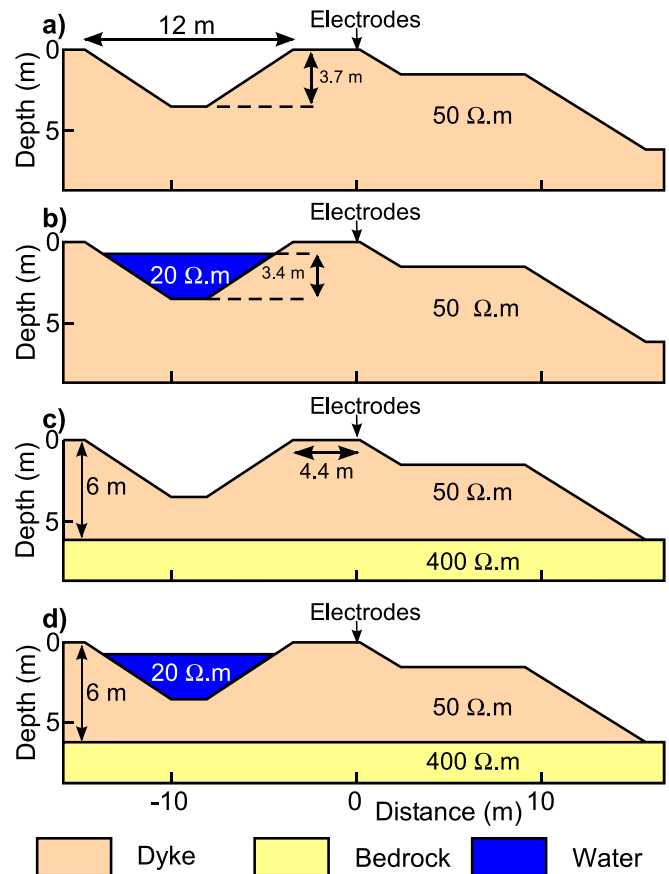 a)
12 m
Electrodes
0
3.7 m
Depth (m)
50 Ω.m
5
b)
Electrodes
0
20 Ω.m
3.4 m
Depth (m)
50 Ω.m
5
c)
Electrodes
0
6 m
4.4 m
Depth (m)
50 Ω.m
5
400 Ω.m
d)
Electrodes
0
20 Ω.m
6 m
Depth (m)
50 Ω.m
5
400 Ω.m
-10 0 Distance (m) 10
Dyke Bedrock Water